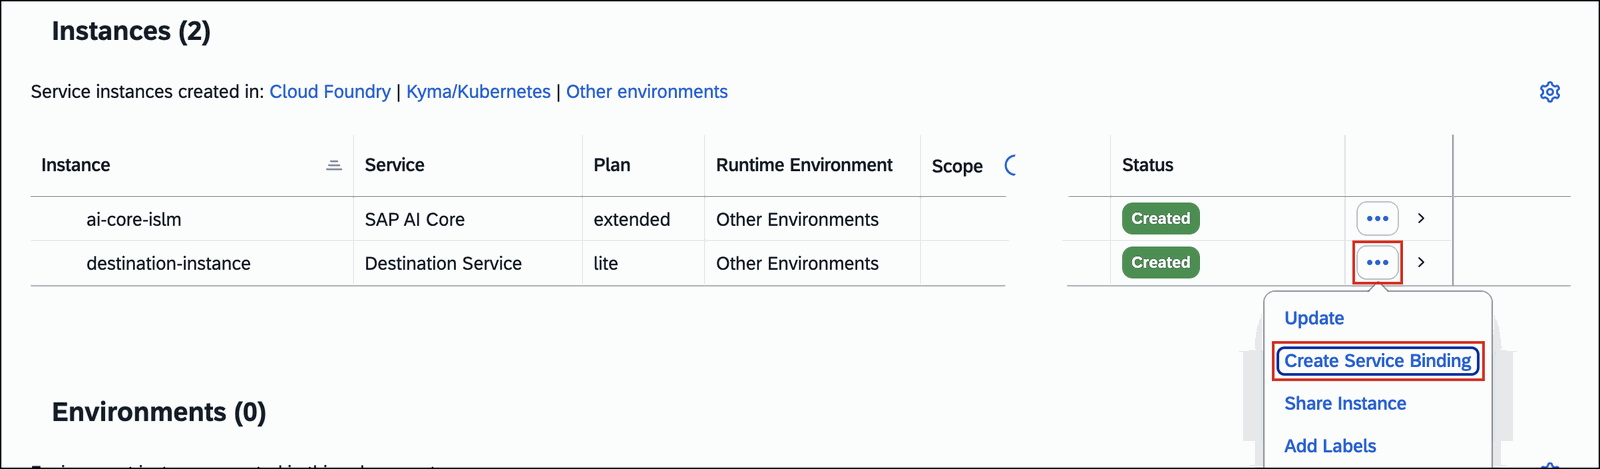 Instances (2)
Service instances created in: Cloud Foundry | Kyma/Kubernetes | Other environments
Instance Service Plan Runtime Environment Scope Status
ai-core-islm SAP AI Core extended Other Environments Created
destination-instance Destination Service lite Other Environments Created
Update
Create Service Binding
Share Instance
Add Labels
Environments (0)